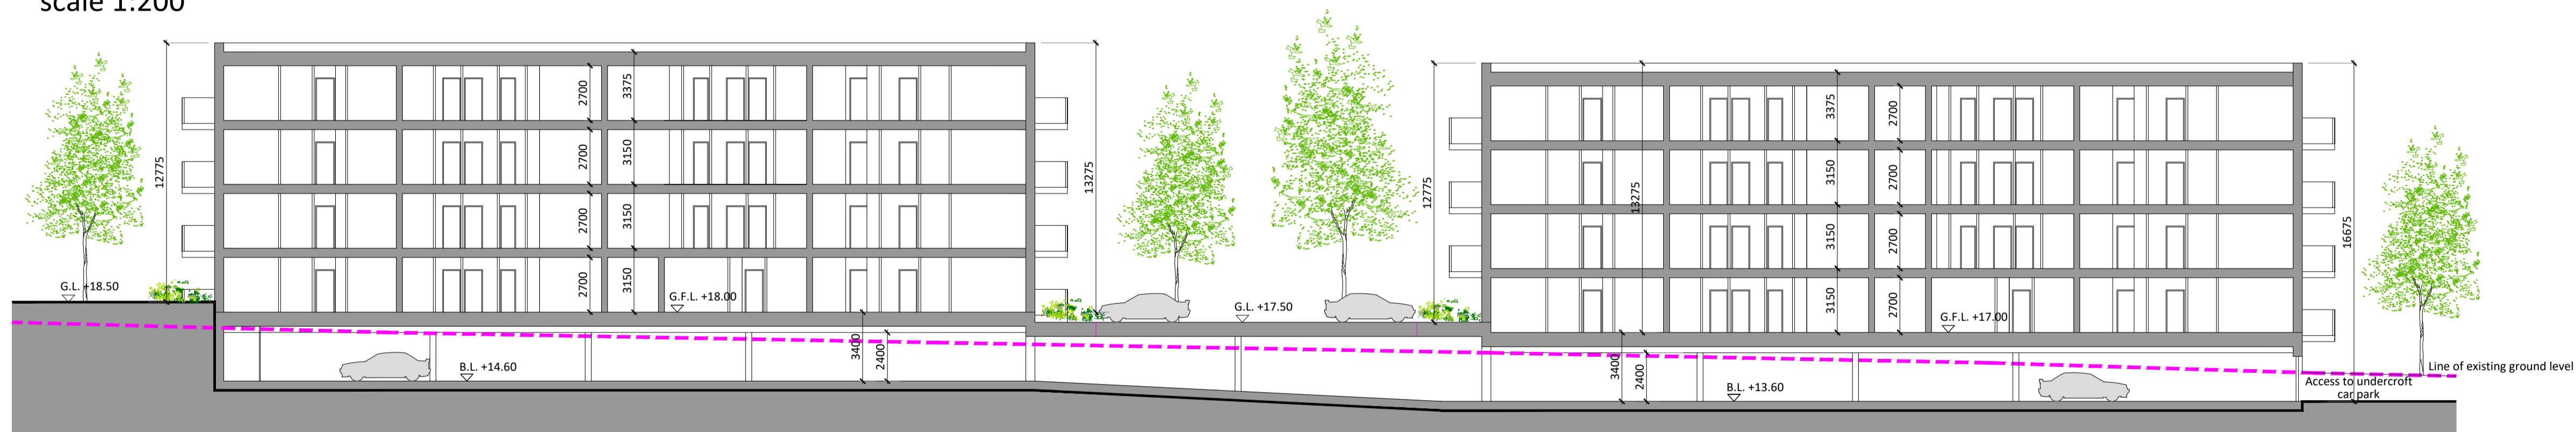 scale 1:200
12775
2700
3375
2700
3150
2700
3150
2700
3150
13275
G.L. +18.50
G.F.L. +18.00
B.L. +14.60
3400
2400
G.L. +17.50
12775
13275
3375
2700
3150
2700
3150
2700
3150
2700
16675
G.F.L. +17.00
3400
2400
B.L. +13.60
Line of existing ground level
Access to undercroft
car park